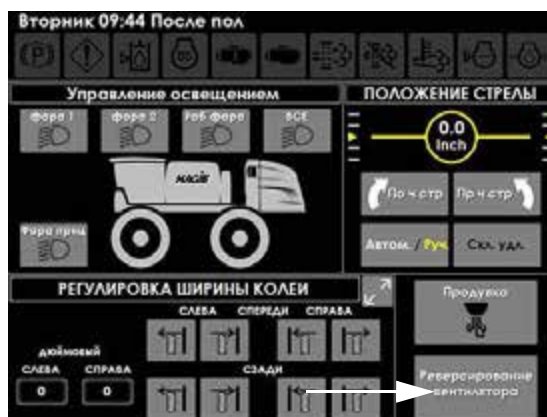 Вторник 09:44 После пол
(P)
Управление освещением
ПОЛОЖЕНИЕ СТРЕЛЫ
фара 1
фара 2
Раб фара
ВСЕ
0.0
Inch
MAGIE
Фара приц
По ч стр
Пр ч стр
Автом. / Руч.
Скл. удл.
РЕГУЛИРОВКА ШИРИНЫ КОЛЕИ
СЛЕВА СПЕРЕДИ СПРАВА
Продувка
дюймовый
СЛЕВА СПРАВА
СЗАДИ
0 0
Реверсирование
вентилятора